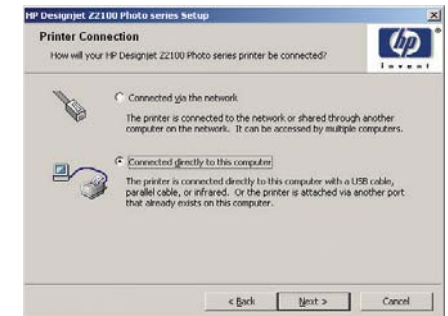 HP Designjet Z2100 Photo series Setup
Printer Connection
How will your HP Designjet Z2100 Photo series printer be connected?
hp
invent
Connected via the network
The printer is connected to the network or shared through another
computer on the network. It can be accessed by multiple computers.
Connected directly to this computer
The printer is connected directly to this computer with a USB cable,
parallel cable, or infrared. Or the printer is attached via another port
that already exists on this computer.
< Back
Next >
Cancel